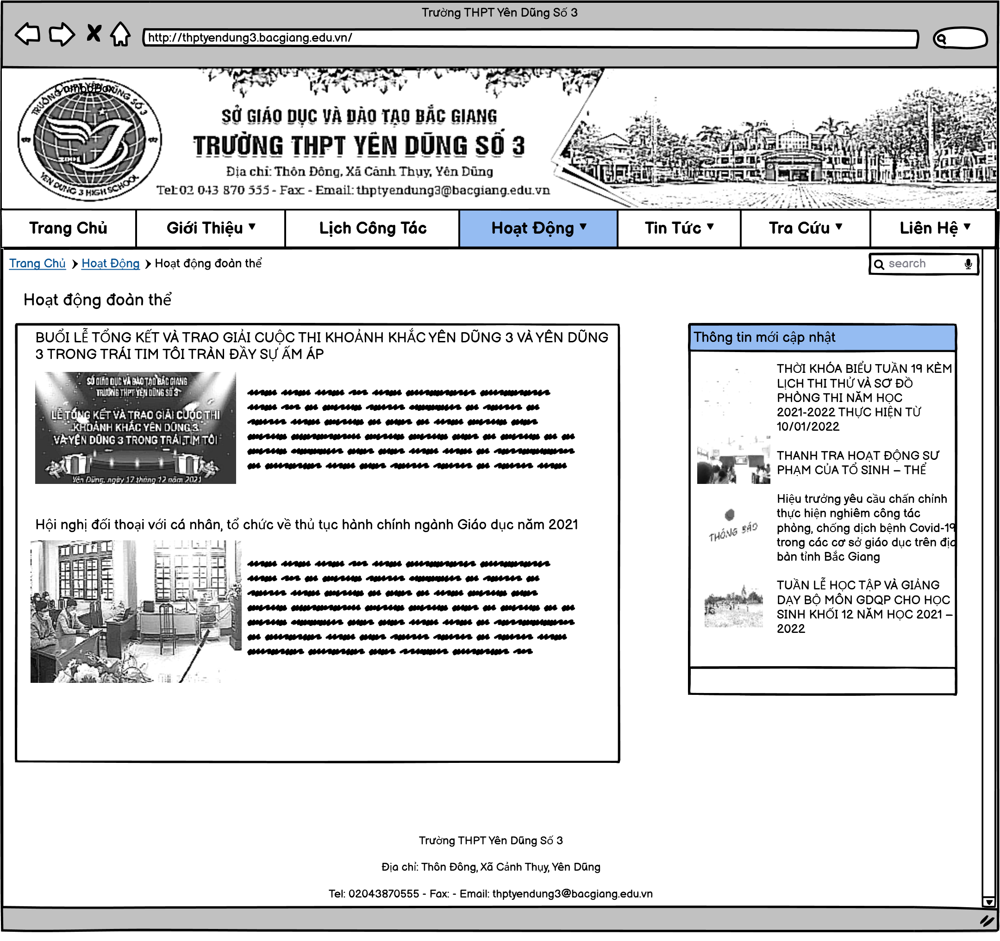 Trường THPT Yên Dũng Số 3
http://thptyendung3.bacgiang.edu.vn/
ComboBox
TRƯỜNG THPT YÊN DŨNG SỐ 3
2001
YEN DUNG 3 HIGH SCHOOL
SỞ GIÁO DỤC VÀ ĐÀO TẠO BẮC GIANG
TRƯỜNG THPT YÊN DŨNG SỐ 3
Địa chỉ: Thôn Đông, Xã Cảnh Thụy, Yên Dũng
Tel:02 043 870 555 - Fax: - Email: thptyendung3@bacgiang.edu.vn
Trang Chủ Giới Thiệu Lịch Công Tác Hoạt Động Tin Tức Tra Cứu Liên Hệ
Trang Chủ Hoạt Động Hoạt động đoàn thể
search
Hoạt động đoàn thể
BUỔI LỄ TỔNG KẾT VÀ TRAO GIẢI CUỘC THI KHOẢNH KHẮC YÊN DŨNG 3 VÀ YÊN DŨNG
3 TRONG TRÁI TIM TÔI TRÀN ĐẦY SỰ ẤM ÁP
SỞ GIÁO DỤC VÀ ĐÀO TẠO BẮC GIANG
TRƯỜNG THPT YÊN DŨNG SỐ 3
LỄ TỔNG KẾT VÀ TRAO GIẢI CUỘC THI
KHOẢNH KHẮC YÊN DŨNG 3
VÀ YÊN DŨNG 3 TRONG TRÁI TIM TÔI
Yên Dũng, ngày 17 tháng 12 năm 2021
Hội nghị đối thoại với cá nhân, tổ chức về thủ tục hành chính ngành Giáo dục năm 2021
Thông tin mới cập nhật
THỜI KHÓA BIỂU TUẦN 19 KÈM
LỊCH THI THỬ VÀ SƠ ĐỒ
PHÒNG THI NĂM HỌC
2021-2022 THỰC HIỆN TỪ
10/01/2022
THANH TRA HOẠT ĐỘNG SƯ
PHẠM CỦA TỔ SINH – THỂ
Hiệu trưởng yêu cầu chấn chỉnh
thực hiện nghiêm công tác
phòng, chống dịch bệnh Covid-19
trong các cơ sở giáo dục trên địa
bàn tỉnh Bắc Giang
THÔNG BÁO
TUẦN LỄ HỌC TẬP VÀ GIẢNG
DẠY BỘ MÔN GDQP CHO HỌC
SINH KHỐI 12 NĂM HỌC 2021 –
2022
Trường THPT Yên Dũng Số 3
Địa chỉ: Thôn Đông, Xã Cảnh Thụy, Yên Dũng
Tel: 02043870555 - Fax: - Email: thptyendung3@bacgiang.edu.vn